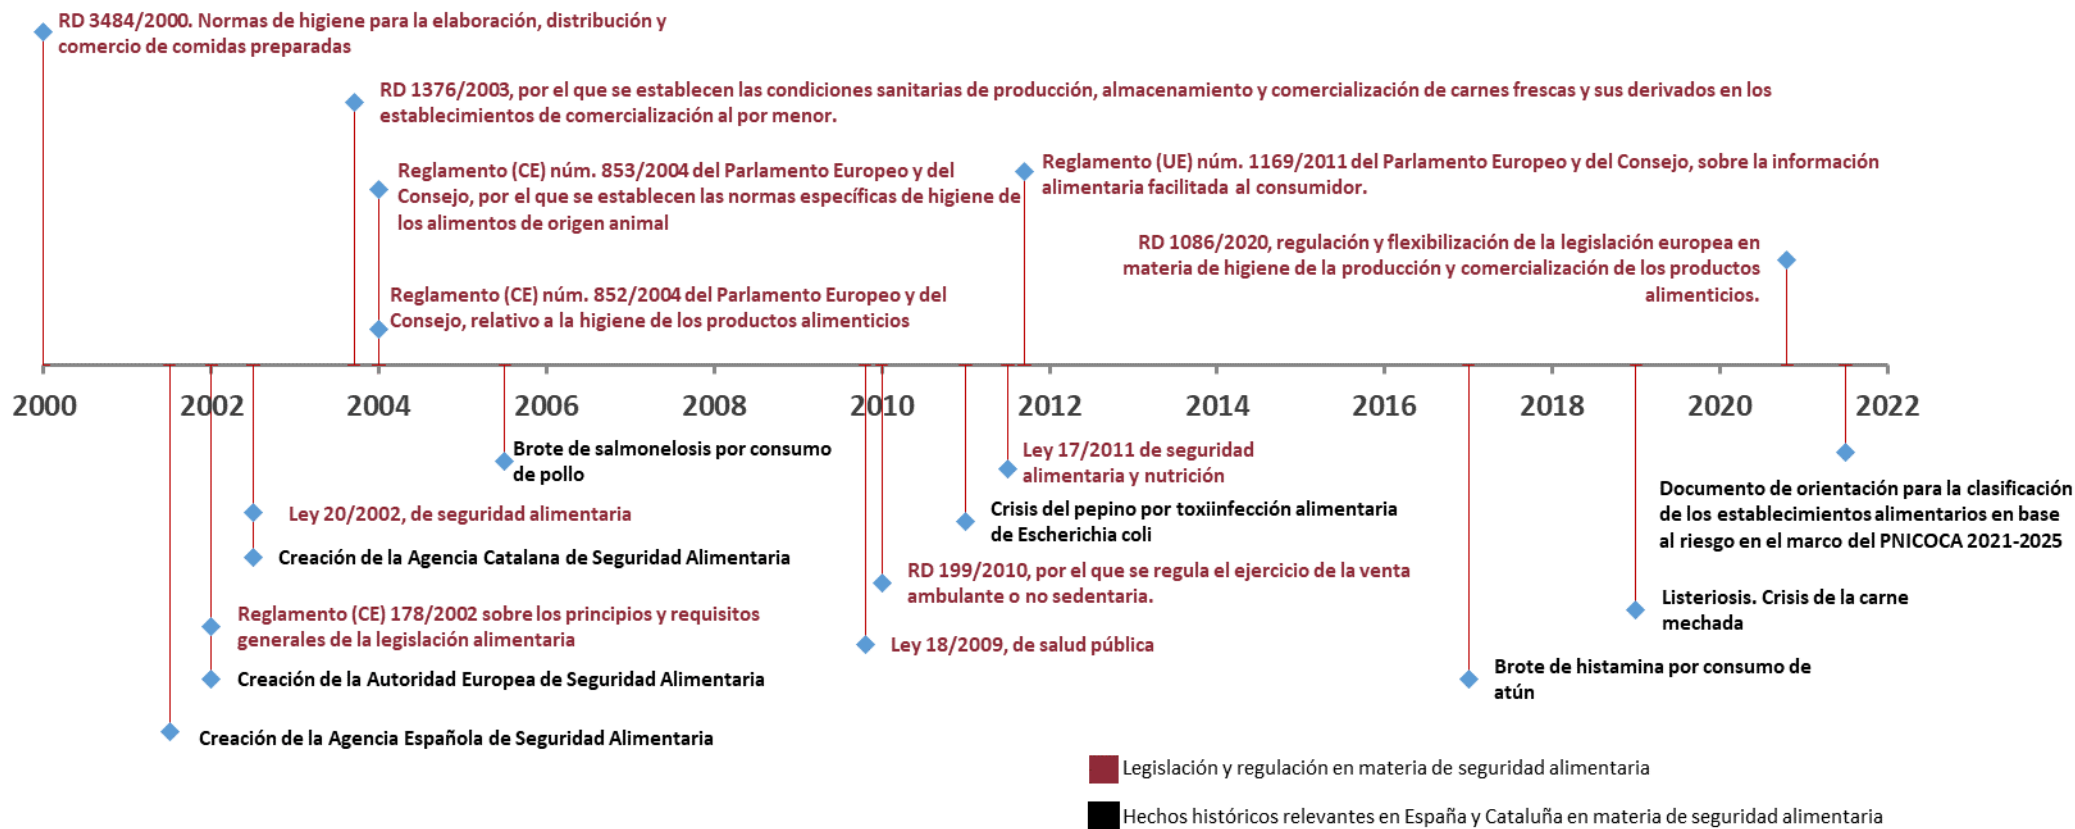 RD 3484/2000. Normas de higiene para la elaboración, distribución y
comercio de comidas preparadas
RD 1376/2003, por el que se establecen las condiciones sanitarias de producción, almacenamiento y comercialización de carnes frescas y sus derivados en los
establecimientos de comercialización al por menor.
Reglamento (CE) núm. 853/2004 del Parlamento Europeo y del
Consejo, por el que se establecen las normas específicas de higiene de
los alimentos de origen animal
Reglamento (UE) núm. 1169/2011 del Parlamento Europeo y del Consejo, sobre la información
alimentaria facilitada al consumidor.
RD 1086/2020, regulación y flexibilización de la legislación europea en
materia de higiene de la producción y comercialización de los productos
alimenticios.
Reglamento (CE) núm. 852/2004 del Parlamento Europeo y del
Consejo, relativo a la higiene de los productos alimenticios
2000 2002 2004 2006 2008 2010 2012 2014 2016 2018 2020 2022
Brote de salmonelosis por consumo
de pollo
Ley 17/2011 de seguridad
alimentaria y nutrición
Documento de orientación para la clasificación
de los establecimientos alimentarios en base
al riesgo en el marco del PNICOCA 2021-2025
Ley 20/2002, de seguridad alimentaria
Crisis del pepino por toxiinfección alimentaria
de Escherichia coli
Creación de la Agencia Catalana de Seguridad Alimentaria
RD 199/2010, por el que se regula el ejercicio de la venta
ambulante o no sedentaria.
Listeriosis. Crisis de la carne
mechada
Reglamento (CE) 178/2002 sobre los principios y requisitos
generales de la legislación alimentaria
Ley 18/2009, de salud pública
Creación de la Autoridad Europea de Seguridad Alimentaria
Brote de histamina por consumo de
atún
Creación de la Agencia Española de Seguridad Alimentaria
Legislación y regulación en materia de seguridad alimentaria
Hechos históricos relevantes en España y Cataluña en materia de seguridad alimentaria